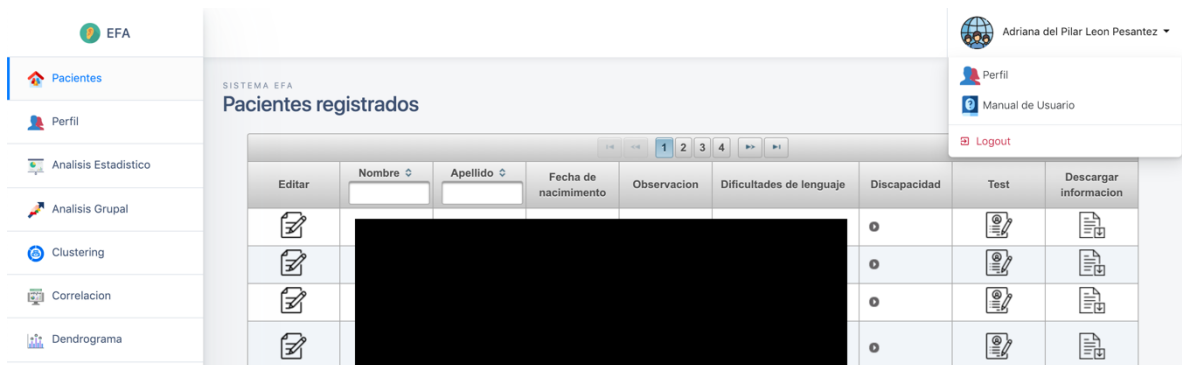 EFA
Adriana del Pilar Leon Pesantez
Perfil
Manual de Usuario
Logout
Pacientes
Perfil
Analisis Estadistico
Analisis Grupal
Clustering
Correlacion
Dendrograma
SISTEMA EFA
Pacientes registrados
1 2 3 4
Editar Nombre Apellido Fecha de nacimimento Observacion Dificultades de lenguaje Discapacidad Test Descargar informacion